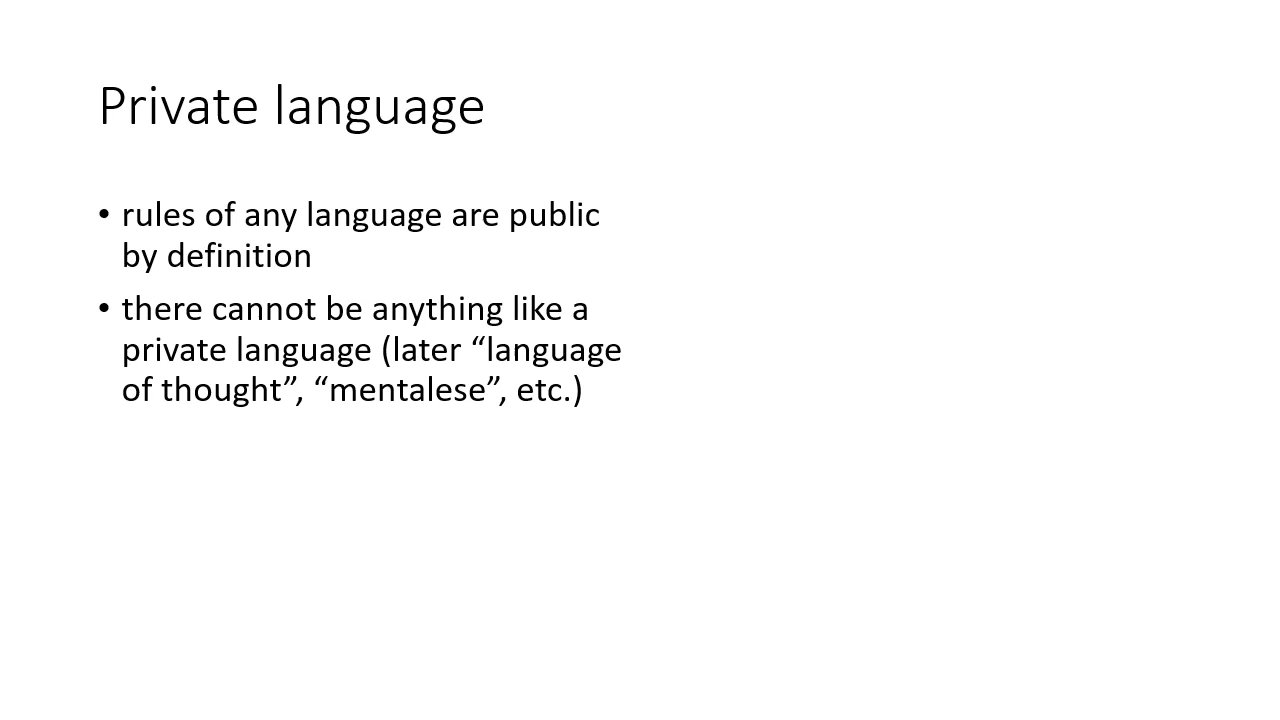 Private language
• rules of any language are public
by definition
• there cannot be anything like a
private language (later “language
of thought”, “mentalese”, etc.)